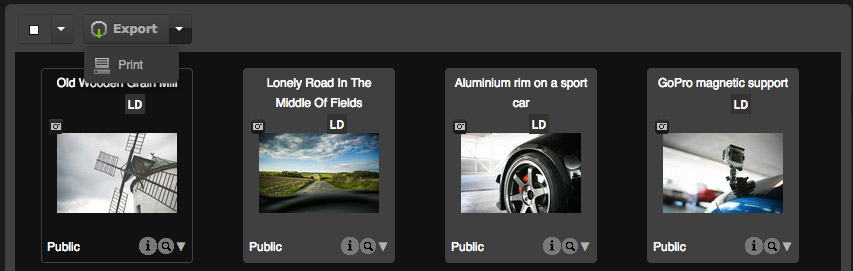 Export
Print
Old Wooden Grain Mill
LD
Public
Lonely Road In The
Middle Of Fields
LD
Public
Aluminium rim on a sport
car
LD
Public
GoPro magnetic support
LD
Public